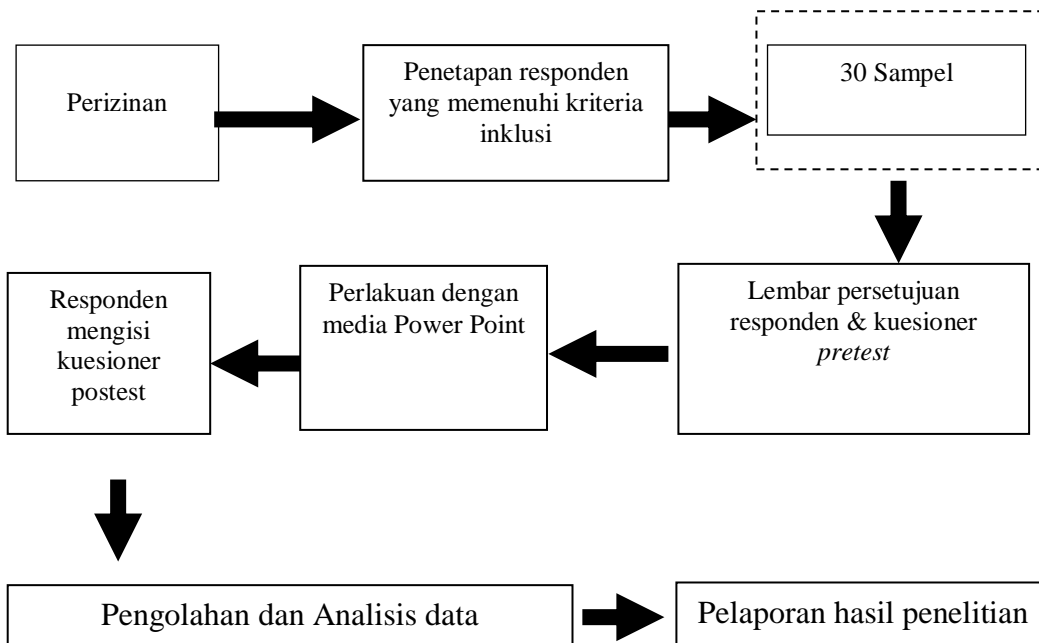 Perizinan
Penetapan responden
yang memenuhi kriteria
inklusi
30 Sampel
Lembar persetujuan
responden & kuesioner
pretest
Perlakuan dengan
media Power Point
Responden
mengisi
kuesioner
postest
Pengolahan dan Analisis data
Pelaporan hasil penelitian